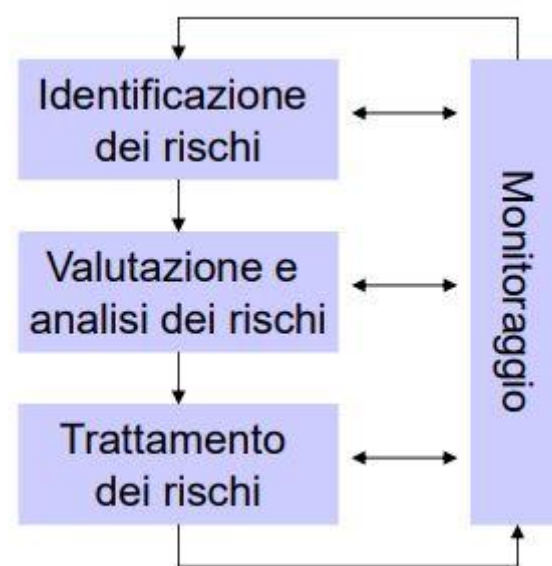 Identificazione
dei rischi
Valutazione e
analisi dei rischi
Trattamento
dei rischi
Monitoraggio